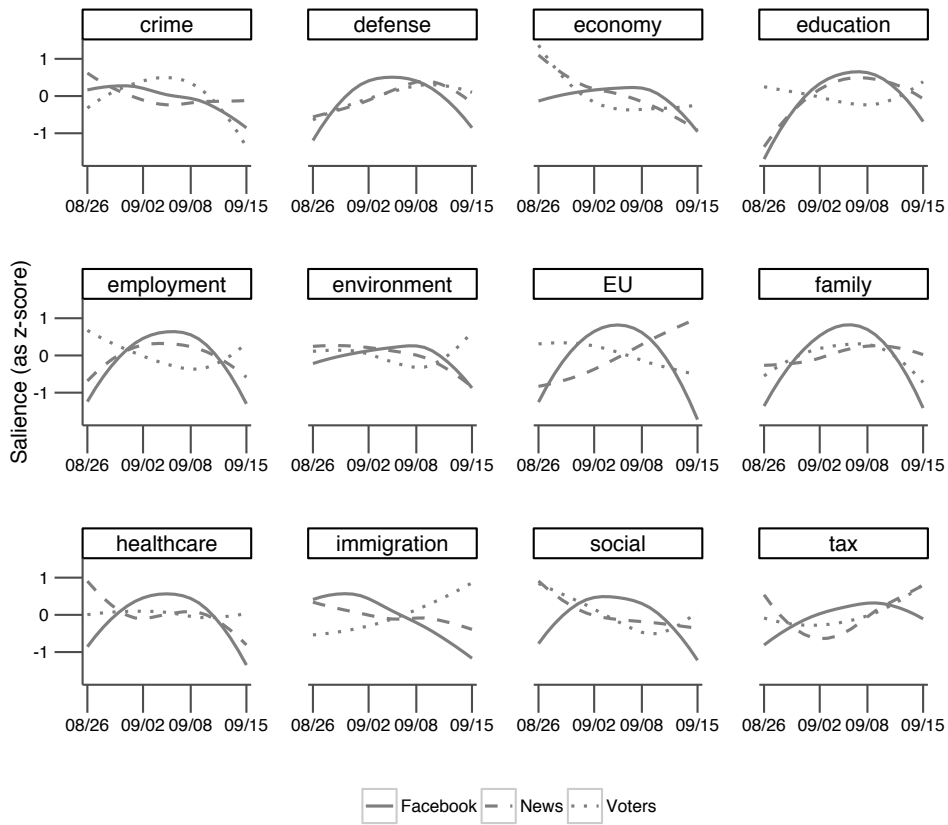 crime defense economy education
1
0
-1
08/26 09/02 09/08 09/15 08/26 09/02 09/08 09/15 08/26 09/02 09/08 09/15 08/26 09/02 09/08 09/15
Salience (as z-score)
employment environment EU family
1
0
-1
08/26 09/02 09/08 09/15 08/26 09/02 09/08 09/15 08/26 09/02 09/08 09/15 08/26 09/02 09/08 09/15
healthcare immigration social tax
1
0
-1
08/26 09/02 09/08 09/15 08/26 09/02 09/08 09/15 08/26 09/02 09/08 09/15 08/26 09/02 09/08 09/15
Facebook News Voters